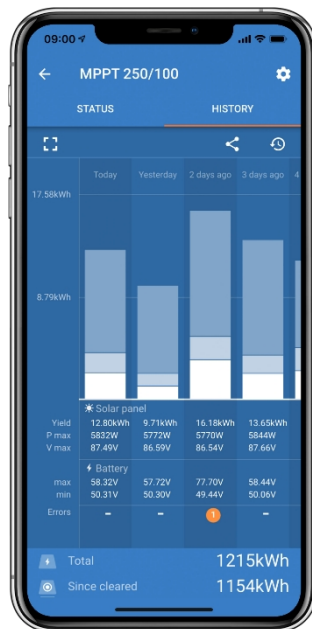 09:00
MPPT 250/100
STATUS HISTORY
Today Yesterday 2 days ago 3 days ago 4
17.58kWh
8.79kWh
Solar panel
Yield 12.80kWh 9.71kWh 16.18kWh 13.65kWh
P max 5832W 5772W 5770W 5844W
V max 87.49V 86.59V 86.54V 87.66V
Battery
max 58.32V 57.72V 77.70V 58.44V
min 50.31V 50.30V 49.44V 50.06V
Errors – – 1 –
Total 1215kWh
Since cleared 1154kWh